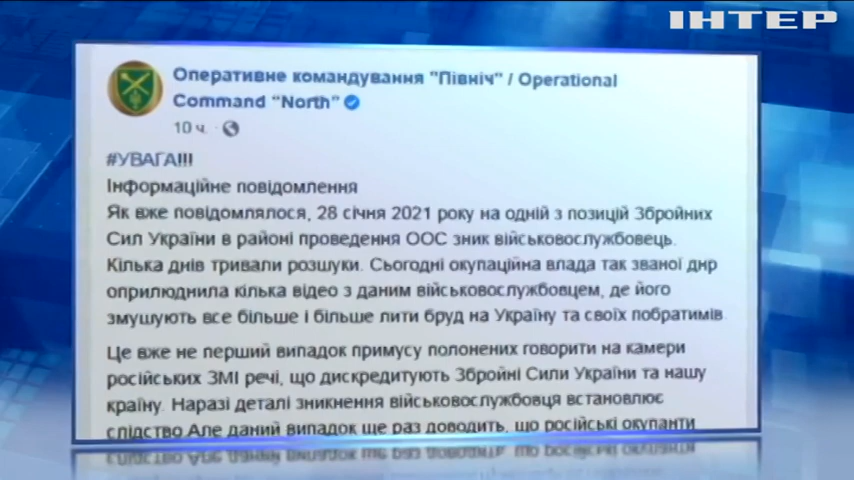 ІНТЕР
Оперативне командування "Північ" / Operational
Command "North"
10 ч. ·
#УВАГА!!!
Інформаційне повідомлення
Як вже повідомлялося, 28 січня 2021 року на одній з позицій Збройних
Сил України в районі проведення ООС зник військовослужбовець.
Кілька днів тривали розшуки. Сьогодні окупаційна влада так званої днр
оприлюднила кілька відео з даним військовослужбовцем, де його
змушують все більше і більше лити бруд на Україну та своїх побратимів.
Це вже не перший випадок примусу полонених говорити на камери
російських ЗМІ речі, що дискредитують Збройні Сили України та нашу
країну. Наразі деталі зникнення військовослужбовця встановлює
слідство Але даний випадок ще раз доводить, що російські окупанти